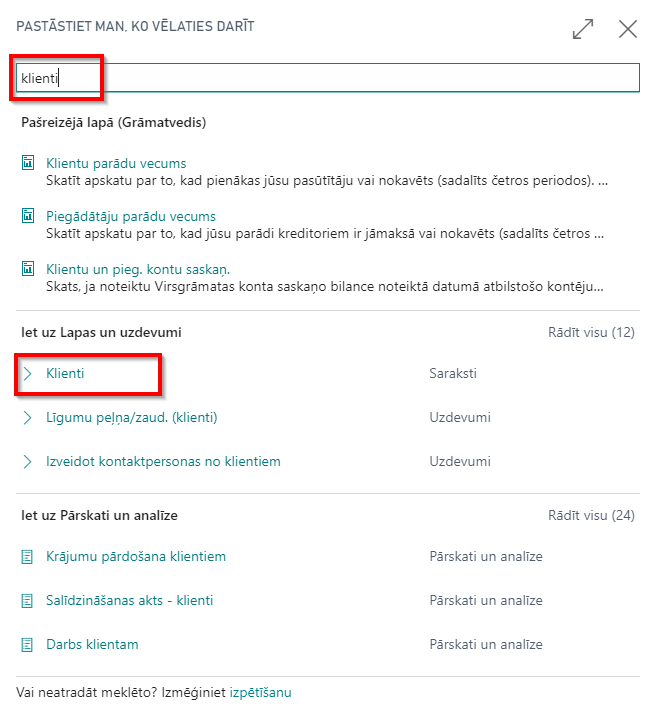 PASTĀSTIET MAN, KO VĒLATIES DARĪT
klienti
Pašreizējā lapā (Grāmatvedis)
Klientu parādu vecums
Skatīt apskatu par to, kad pienākas jūsu pasūtītāju vai nokavēts (sadalīts četros periodos). ...
Piegādātāju parādu vecums
Skatīt apskatu par to, kad jūsu parādi kreditoriem ir jāmaksā vai nokavēts (sadalīts četros ...
Klientu un pieg. kontu saskaņ.
Skats, ja noteiktu Virsgrāmatas konta saskaņo bilance noteiktā datumā atbilstošo kontēju...
Iet uz Lapas un uzdevumi Rādīt visu (12)
Klienti Saraksti
Līgumu peļņa/zaud. (klienti) Uzdevumi
Izveidot kontaktpersonas no klientiem Uzdevumi
Iet uz Pārskati un analīze Rādīt visu (24)
Krājumu pārdošana klientiem Pārskati un analīze
Salīdzināšanas akts - klienti Pārskati un analīze
Darbs klientam Pārskati un analīze
Vai neatradāt meklēto? Izmēģiniet izpētīšanu